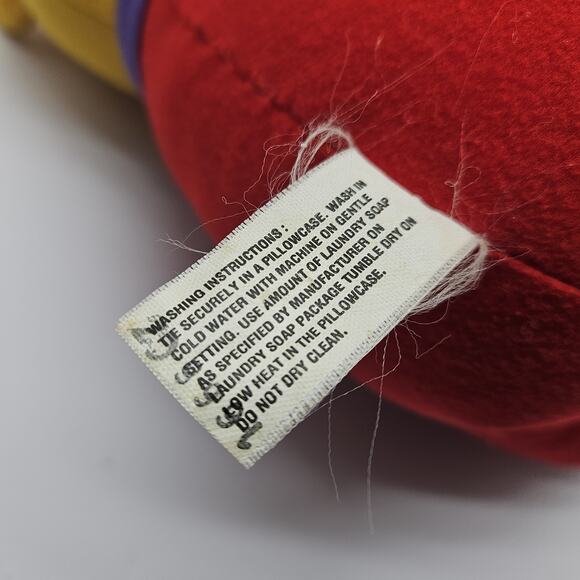 WASHING INSTRUCTIONS:
TIE SECURELY IN A PILLOWCASE. WASH IN
COLD WATER WITH MACHINE ON GENTLE
SETTING. USE AMOUNT OF LAUNDRY SOAP
AS SPECIFIED BY MANUFACTURER ON
LAUNDRY SOAP PACKAGE TUMBLE DRY ON
LOW HEAT IN THE PILLOWCASE.
DO NOT DRY CLEAN.